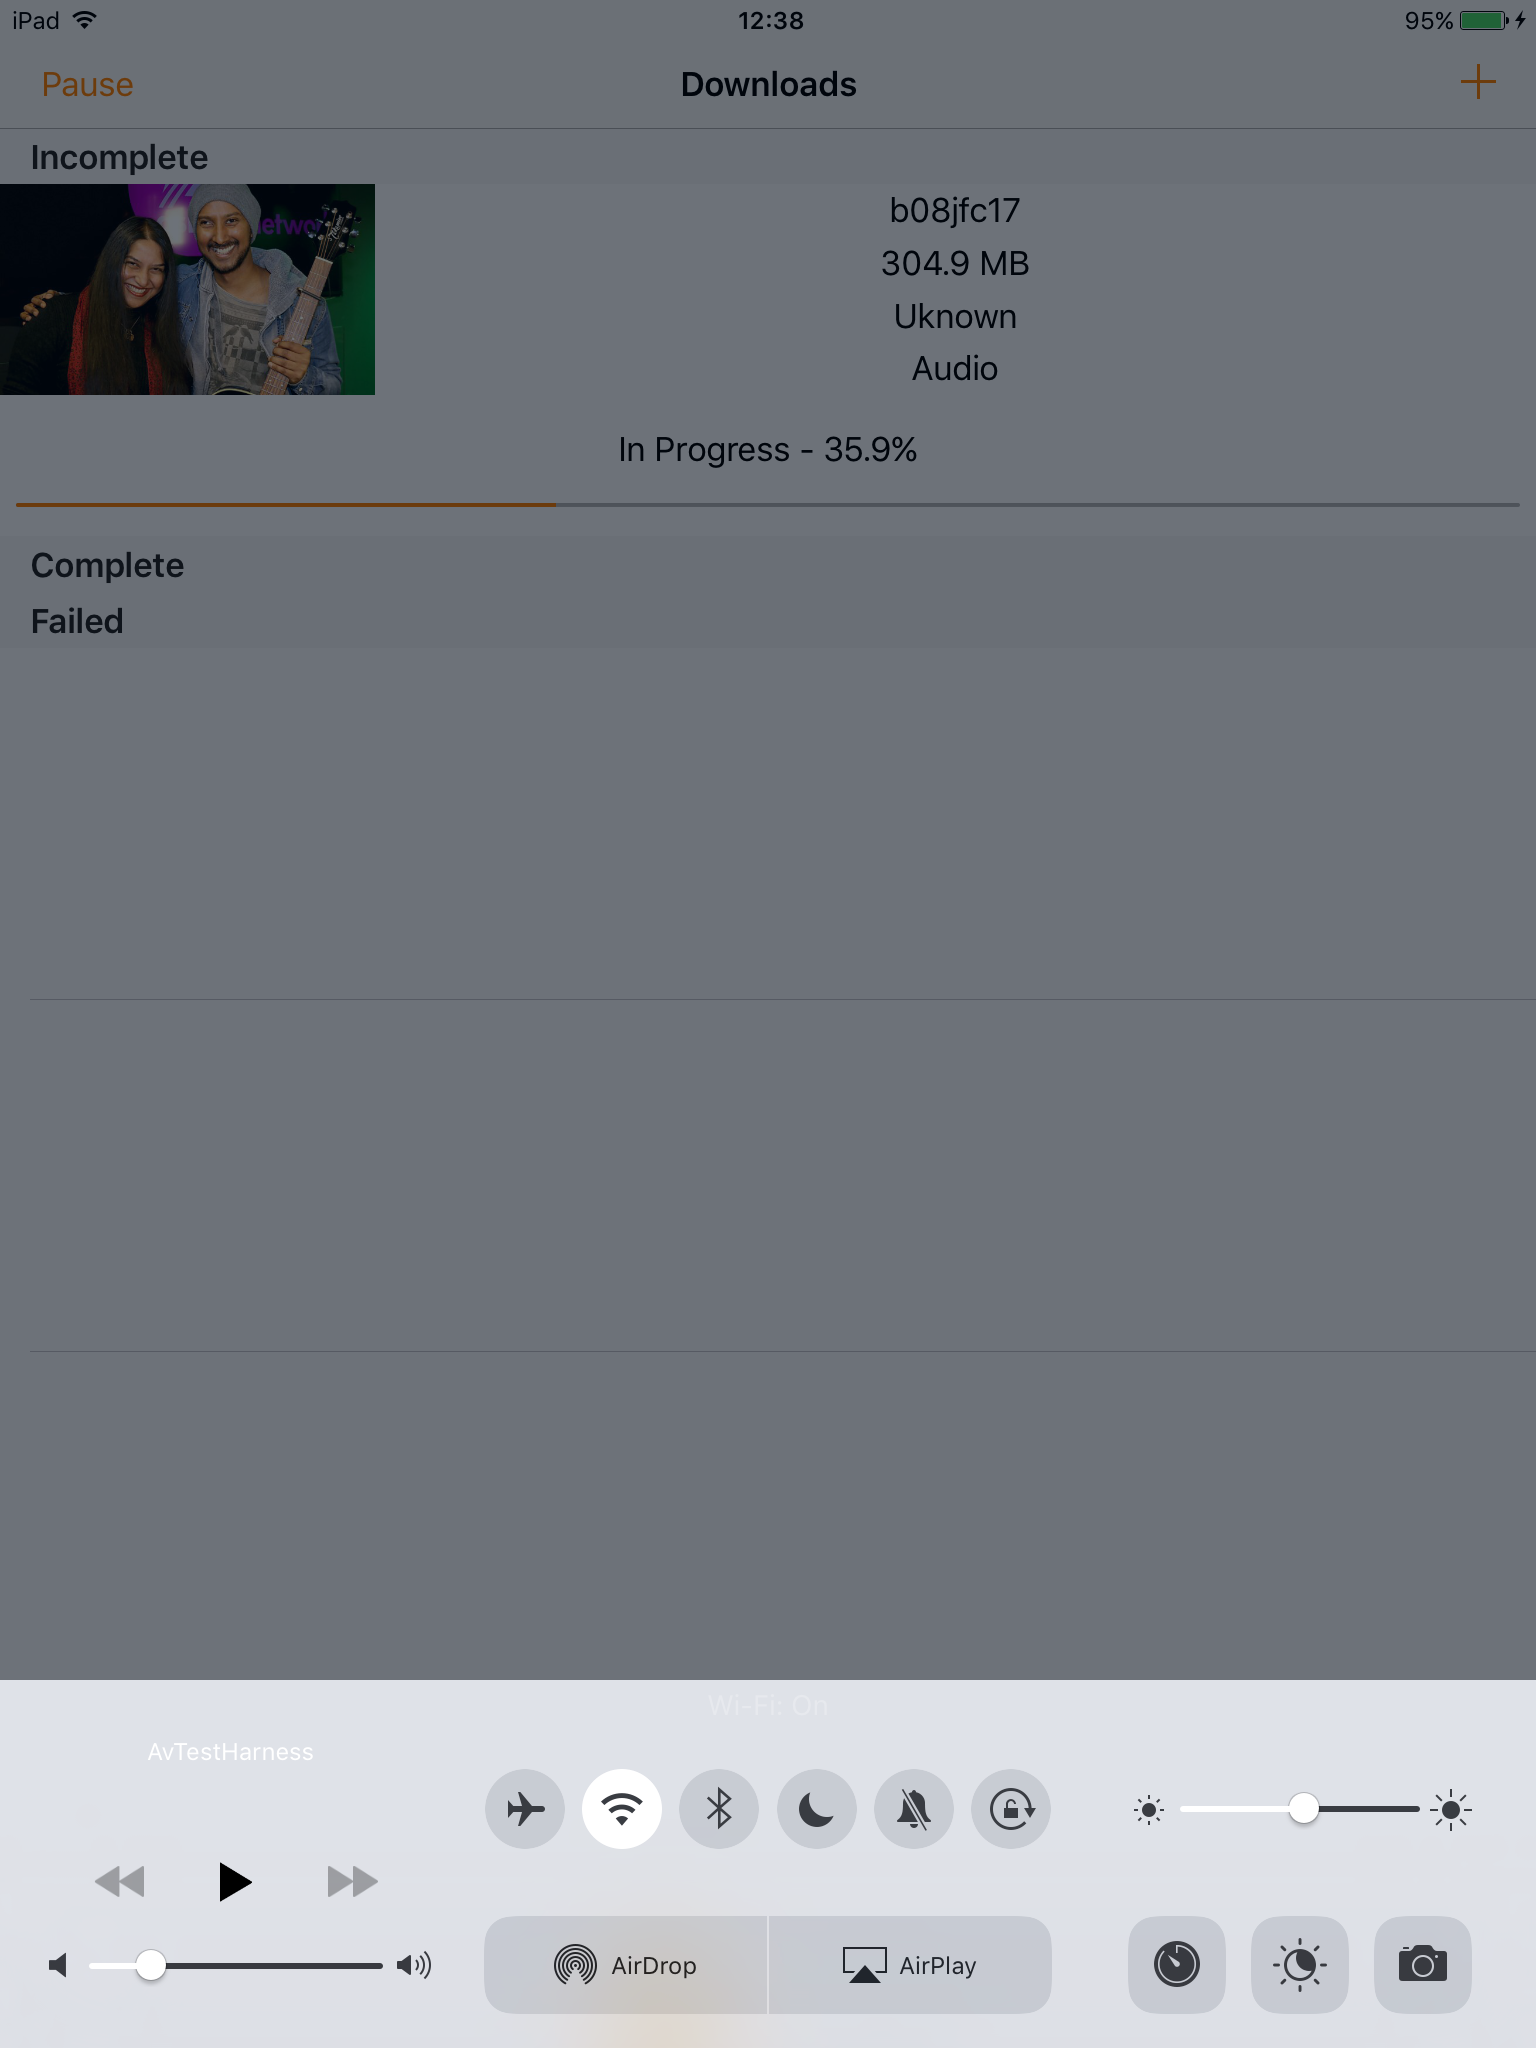 iPad 12:38 95%
Pause Downloads
Incomplete
b08jfc17
304.9 MB
Uknown
Audio
In Progress - 35.9%
Complete
Failed
Wi-Fi: On
AvTestHarness
AirDrop AirPlay